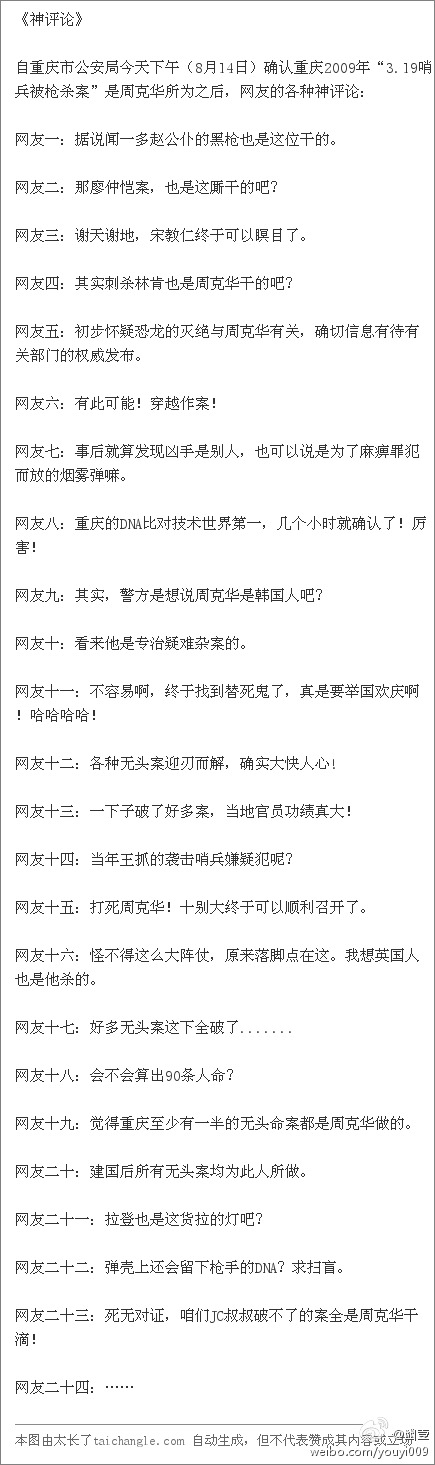 《神评论》
自重庆市公安局今天下午（8月14日）确认重庆2009年“3.19哨
兵被枪杀案”是周克华所为之后，网友的各种神评论：
网友一：据说闻一多赵公仆的黑枪也是这位干的。
网友二：那廖仲恺案，也是这厮干的吧？
网友三：谢天谢地，宋教仁终于可以瞑目了。
网友四：其实刺杀林肯也是周克华干的吧？
网友五：初步怀疑恐龙的灭绝与周克华有关，确切信息有待有
关部门的权威发布。
网友六：有此可能！穿越作案！
网友七：事后就算发现凶手是别人，也可以说是为了麻痹罪犯
而放的烟雾弹嘛。
网友八：重庆的DNA比对技术世界第一，几个小时就确认了！厉
害！
网友九：其实，警方是想说周克华是韩国人吧？
网友十：看来他是专治疑难杂案的。
网友十一：不容易啊，终于找到替死鬼了，真是要举国欢庆啊
！哈哈哈哈！
网友十二：各种无头案迎刃而解，确实大快人心！
网友十三：一下子破了好多案，当地官员功绩真大！
网友十四：当年王抓的袭击哨兵嫌疑犯呢？
网友十五：打死周克华！十别大终于可以顺利召开了。
网友十六：怪不得这么大阵仗，原来落脚点在这。我想英国人
也是他杀的。
网友十七：好多无头案这下全破了.......
网友十八：会不会算出90条人命？
网友十九：觉得重庆至少有一半的无头命案都是周克华做的。
网友二十：建国后所有无头案均为此人所做。
网友二十一：拉登也是这货拉的灯吧？
网友二十二：弹壳上还会留下枪手的DNA？求扫盲。
网友二十三：死无对证，咱们JC叔叔破不了的案全是周克华干
滴！
网友二十四：……
本图由太长了taichangle.com 自动生成，但不代表赞成其内容或立场
weibo.com/youyi009